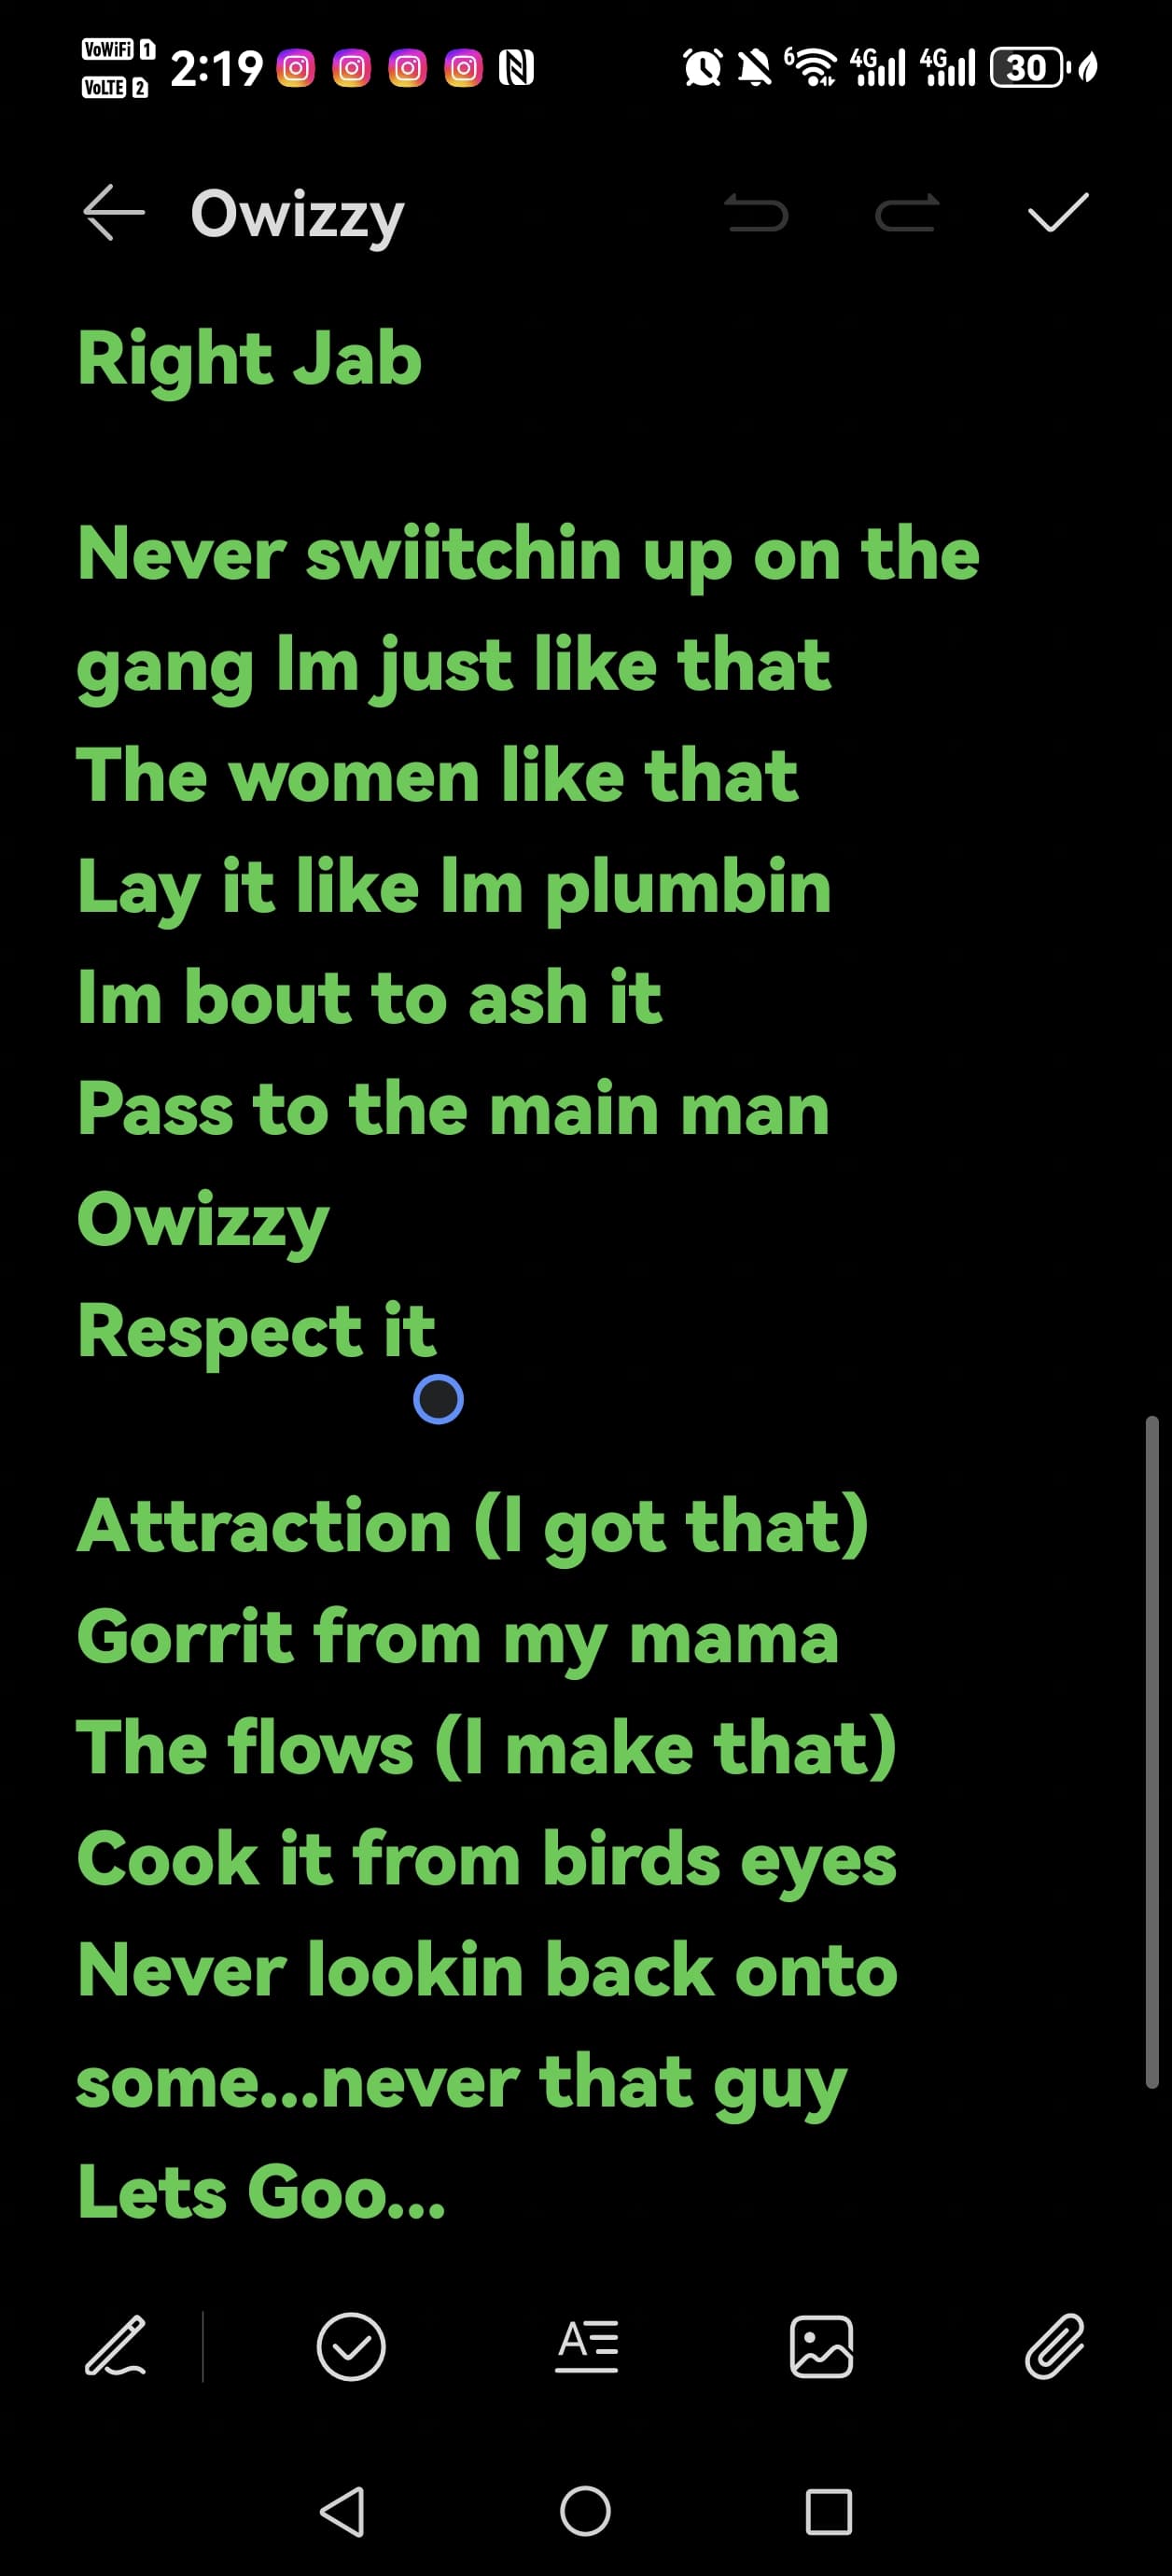 VoWiFi 1
VoLTE 2
2:19
6
4G
4G
30
Owizzy
Right Jab
Never swiitchin up on the
gang Im just like that
The women like that
Lay it like Im plumbin
Im bout to ash it
Pass to the main man
Owizzy
Respect it
Attraction (I got that)
Gorrit from my mama
The flows (I make that)
Cook it from birds eyes
Never lookin back onto
some...never that guy
Lets Goo...